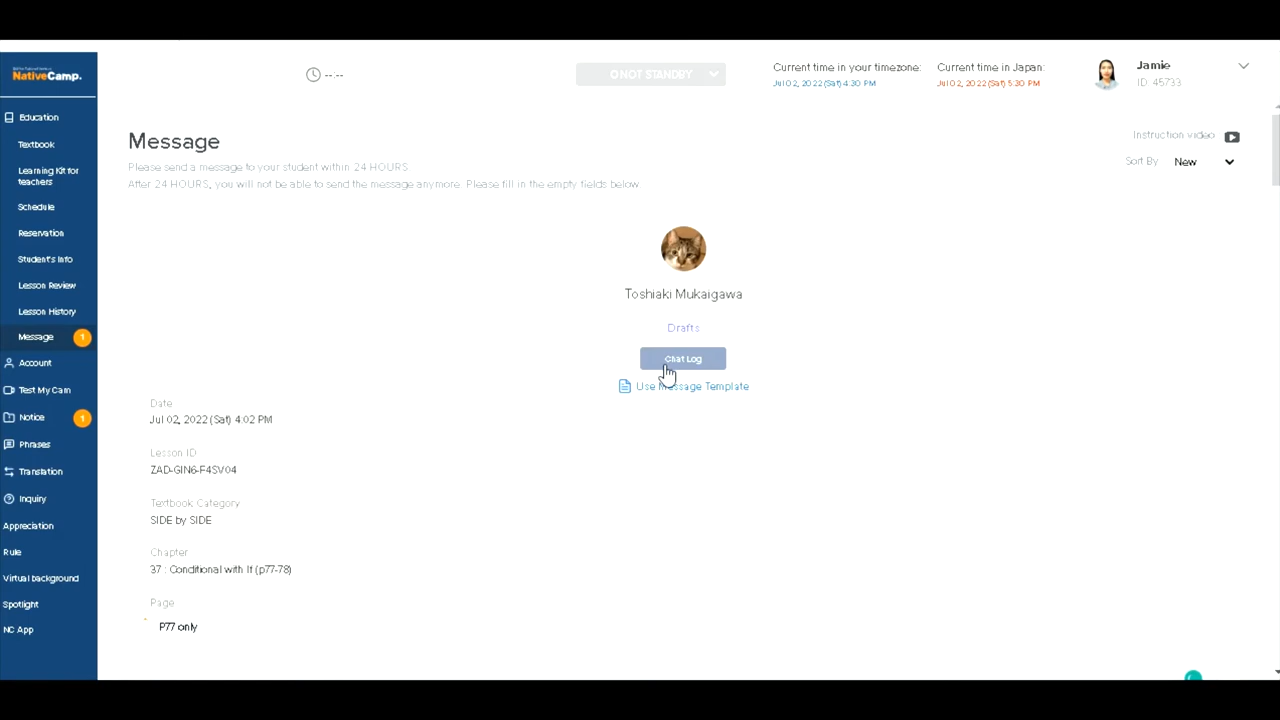 NativeCamp.
--:--
O NOT STANDBY
Current time in your timezone:
Jul 02, 2022 (Sat) 4:30 PM
Current time in Japan:
Jul 02, 2022 (Sat) 5:30 PM
Jamie
ID: 45733
Education
Textbook
Learning Kit for
teachers
Schedule
Reservation
Student's Info
Lesson Review
Lesson History
Message 1
Account
Test My Cam
Notice 1
Phrases
Translation
Inquiry
Appreciation
Rule
Virtual background
Spotlight
NC App
Message
Please send a message to your student within 24 HOURS
After 24 HOURS, you will not be able to send the message anymore. Please fill in the empty fields below
Instruction video
Sort By New
Toshiaki Mukaigawa
Drafts
Chat Log
Use Message Template
Date
Jul 02, 2022 (Sat) 4:02 PM
Lesson ID
ZAD-GIN6-F4SV04
Textbook Category
SIDE by SIDE
Chapter
37 : Conditional with If (p77-78)
Page
P77 only